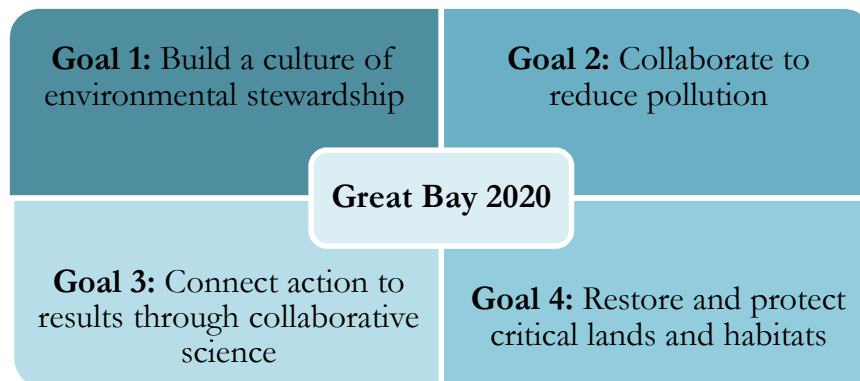 Goal 1: Build a culture of
environmental stewardship
Goal 2: Collaborate to
reduce pollution
Great Bay 2020
Goal 3: Connect action to
results through collaborative
science
Goal 4: Restore and protect
critical lands and habitats